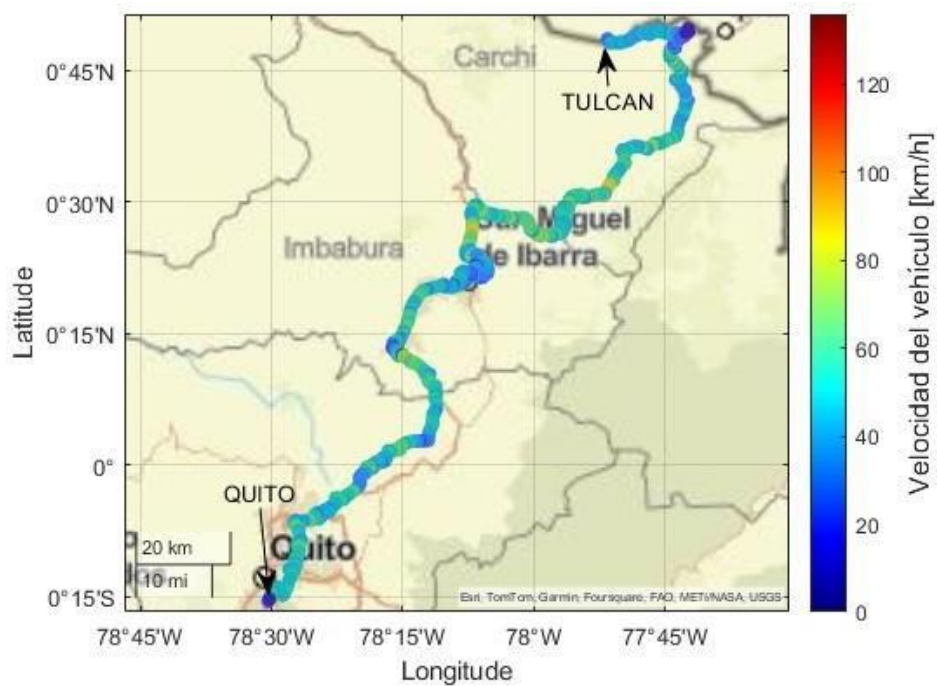 0°45'N
0°30'N
0°15'N
0°
0°15'S
Latitude
Carchi
TULCAN
San Miguel
de Ibarra
Imbabura
QUITO
Quito
20 km
10 mi
Esri, TomTom, Garmin, Foursquare, FAO, METI/NASA, USGS
78°45'W
78°30'W
78°15'W
78°W
77°45'W
Longitude
120
100
80
60
40
20
0
Velocidad del vehículo [km/h]